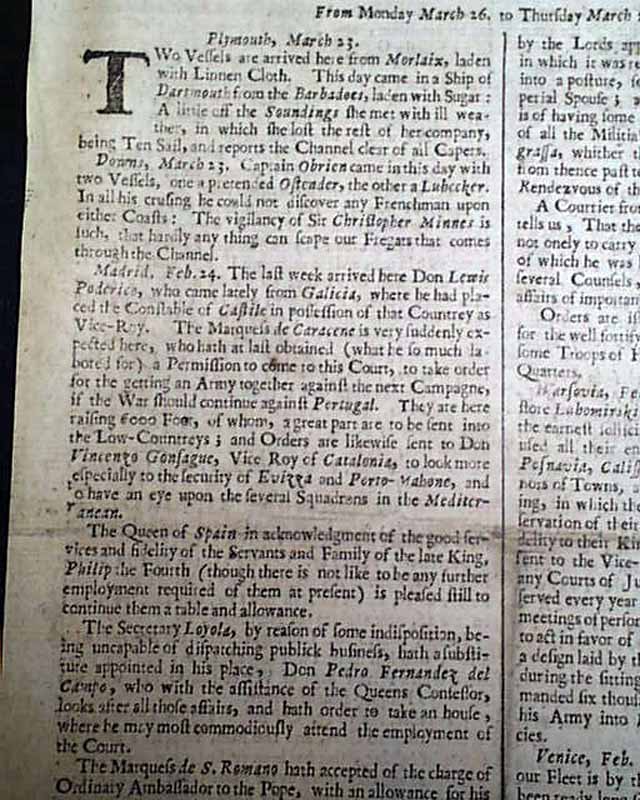 From Monday March 26. to Thursday March
Plymouth, March 23.
TWo Vessels are arrived here from Morlaix, laden
with Linnen Cloth. This day came in a Ship of
Dartmouth from the Barbadoes, laden with Sugar:
A little off the Soundings she met with ill wea-
ther, in which she lost the rest of her company,
being Ten Sail, and reports the Channel clear of all Capers.
Downs, March 23. Captain Obrien came in this day with
two Vessels, one a pretended Ostender, the other a Lubecker.
In all his crusing he could not discover any Frenchman upon
either Coasts: The vigilancy of Sir Christopher Minnes is
such, that hardly any thing can scape our Fregats that comes
through the Channel.
Madrid, Feb. 24. The last week arrived here Don Lewis
Poderico, who came lately from Galicia, where he had pla-
ced the Constable of Castile in possession of that Countrey as
Vice-Roy. The Marquess de Caracene is very suddenly ex-
pected here, who hath at last obtained (what he so much la-
bored for) a Permission to come to this Court, to take order
for the getting an Army together against the next Campagne,
if the War should continue against Portugal. They are here
raising 6000 Foot, of whom, a great part are to be sent into
the Low-Countreys; and Orders are likewise sent to Don
Vincenzo Gonsague, Vice Roy of Catalonia, to look more
especially to the security of Evizza and Porto-Mahone, and
to have an eye upon the several Squadrons in the Mediter-
ranean.
The Queen of Spain in acknowledgment of the good ser-
vices and fidelity of the Servants and Family of the late King,
Philip the Fourth (though there is not like to be any further
employment required of them at present) is pleased still to
continue them a table and allowance.
The Secretary Loyola, by reason of some indisposition, be-
ing uncapable of dispatching publick business, hath a substi-
ture appointed in his place, Don Pedro Fernandez del
Campo, who with the assistance of the Queens Confessor,
looks after all those affairs, and hath order to take an house,
where he may most commodiously attend the employment of
the Court.
The Marquess de S. Romano hath accepted of the charge of
Ordinary Ambassador to the Pope, with an allowance for his
by the Lords
in which it was
into a posture,
perial Spouse;
is of having some
of all the
grassa, whither
from thence past
Rendezvous of the
A Courtier from
tells us, That the
not onely to carry
of which he was
several Counsels,
affairs of
Orders are
for the well
some Troops of
Quarters.
Warsovia,
store
the earnest
used all their
Posnavia,
of Towns,
ing, in which the
servation of their
delity to their
sent to the Vice-
any Courts of
served every year
meetings of
to act in favor of
a design laid by
during the sitting
manded six
his Army into
cies.
Venice, Feb.
our Fleet is by
been ready